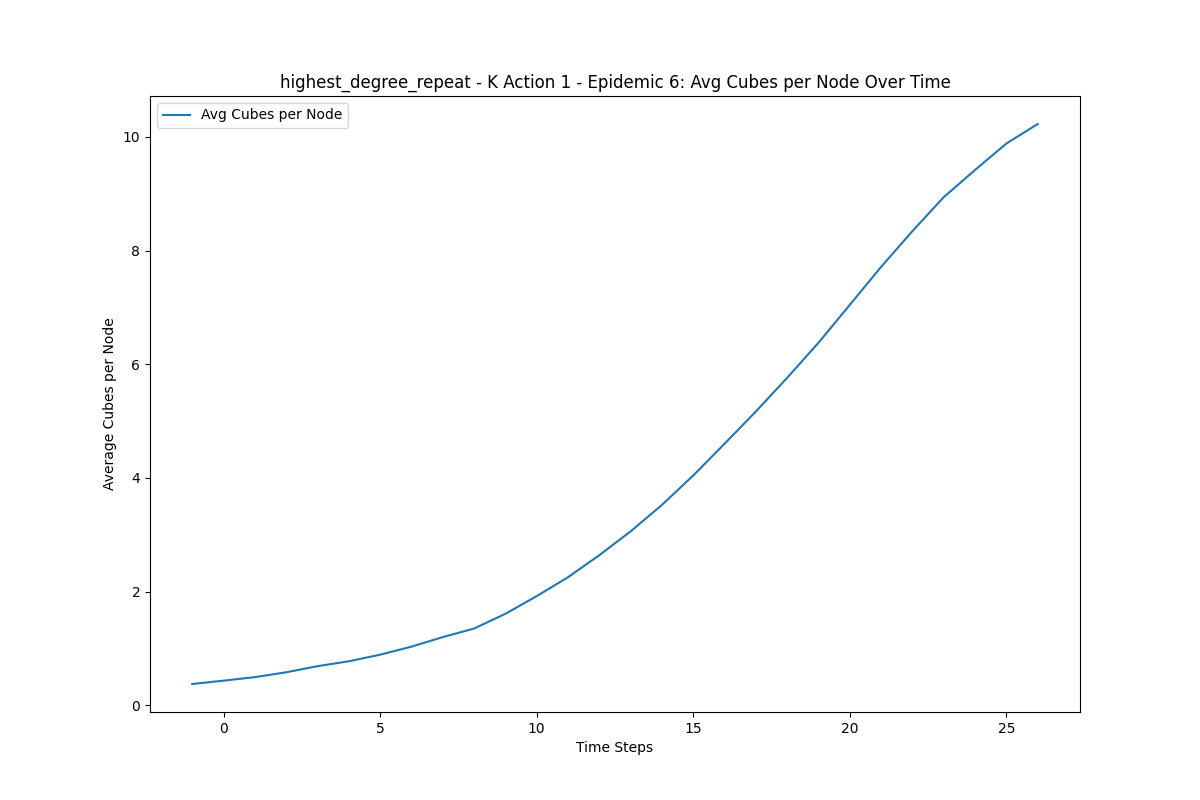 highest_degree_repeat - K Action 1 - Epidemic 6: Avg Cubes per Node Over Time
Avg Cubes per Node
10
8
6
4
2
0
Average Cubes per Node
0 5 10 15 20 25
Time Steps